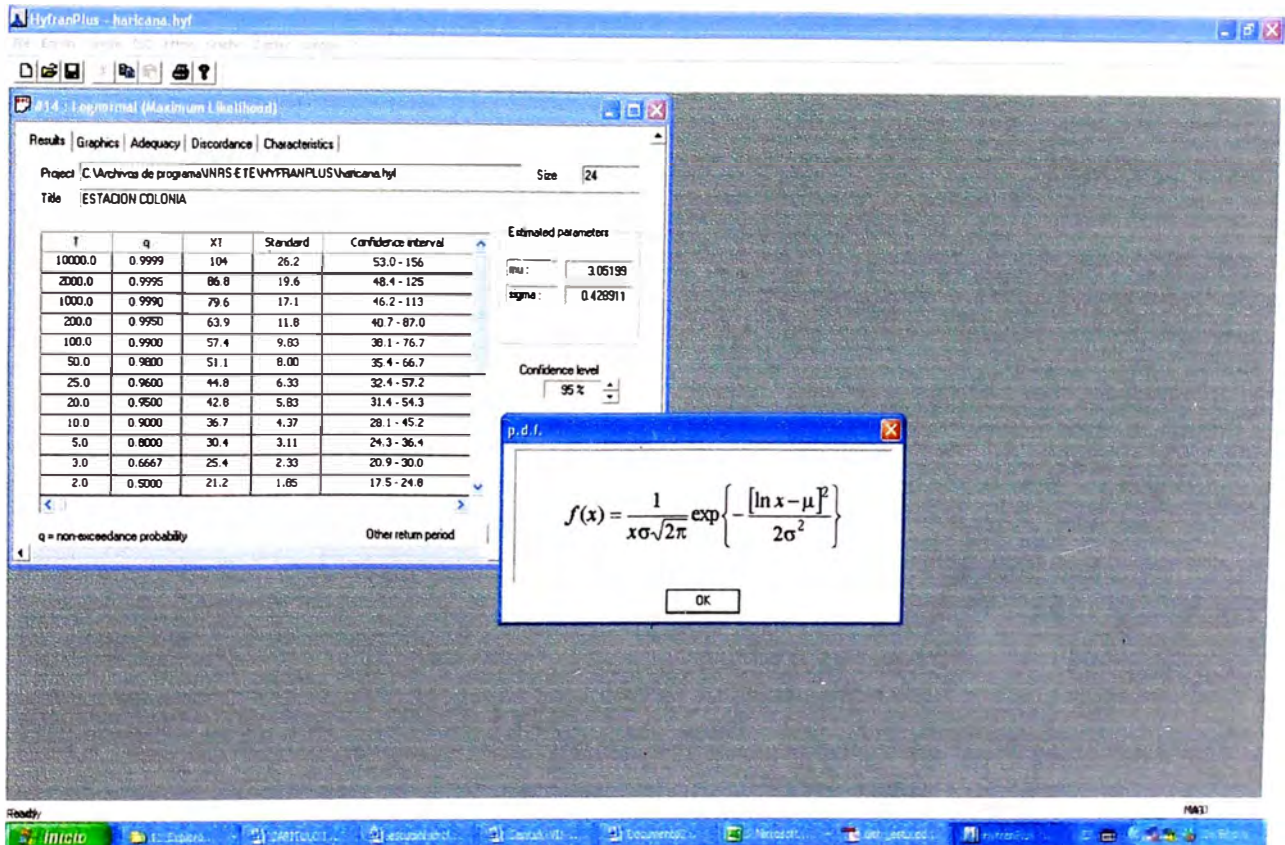 HyfranPlus - haricana.hyf
#14 : Lognormal (Maximum Likelihood)
Results Graphics Adequacy Discordance Characteristics
Project C:\Archivos de programa\INRS-ETE\HYFRANPLUS\haricana.hyf Size 24
Title ESTACION COLONIA
T q XT Standard Confidence interval
10000.0 0.9999 104 26.2 53.0 - 156
2000.0 0.9995 86.8 19.6 48.4 - 125
1000.0 0.9990 79.6 17.1 46.2 - 113
200.0 0.9950 63.9 11.8 40.7 - 87.0
100.0 0.9900 57.4 9.83 38.1 - 76.7
50.0 0.9800 51.1 8.00 35.4 - 66.7
25.0 0.9600 44.8 6.33 32.4 - 57.2
20.0 0.9500 42.8 5.83 31.4 - 54.3
10.0 0.9000 36.7 4.37 28.1 - 45.2
5.0 0.8000 30.4 3.11 24.3 - 36.4
3.0 0.6667 25.4 2.33 20.9 - 30.0
2.0 0.5000 21.2 1.85 17.5 - 24.8
q = non-exceedance probability Other return period
Estimated parameters
mu : 3.05199
sigma : 0.428911
Confidence level
95 %
p.d.f.
f(x) = 1 / (xσ√2π) exp{ - [ln x − μ]² / 2σ² }
OK
Ready
Inicio